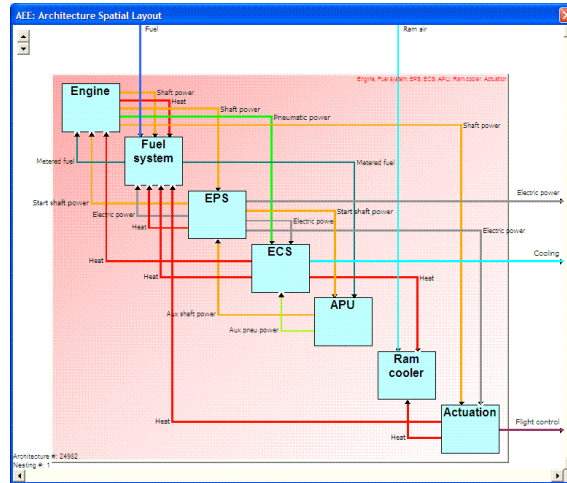 AEE: Architecture Spatial Layout
Fuel
Ram air
Engine, Fuel system, EPS, ECS, APU, Ram cooler, Actuation
Engine
Shaft power
Heat
Shaft power
Pneumatic power
Shaft power
Fuel
system
Metered fuel
Metered fuel
EPS
Electric power
Start shaft power
Electric power
Start shaft power
Electric power
Electric power
Heat
ECS
Cooling
Heat
Heat
Heat
APU
Aux shaft power
Aux pneu power
Ram
cooler
Actuation
Heat
Flight control
Heat
Architecture #: 24982
Nesting #: 1